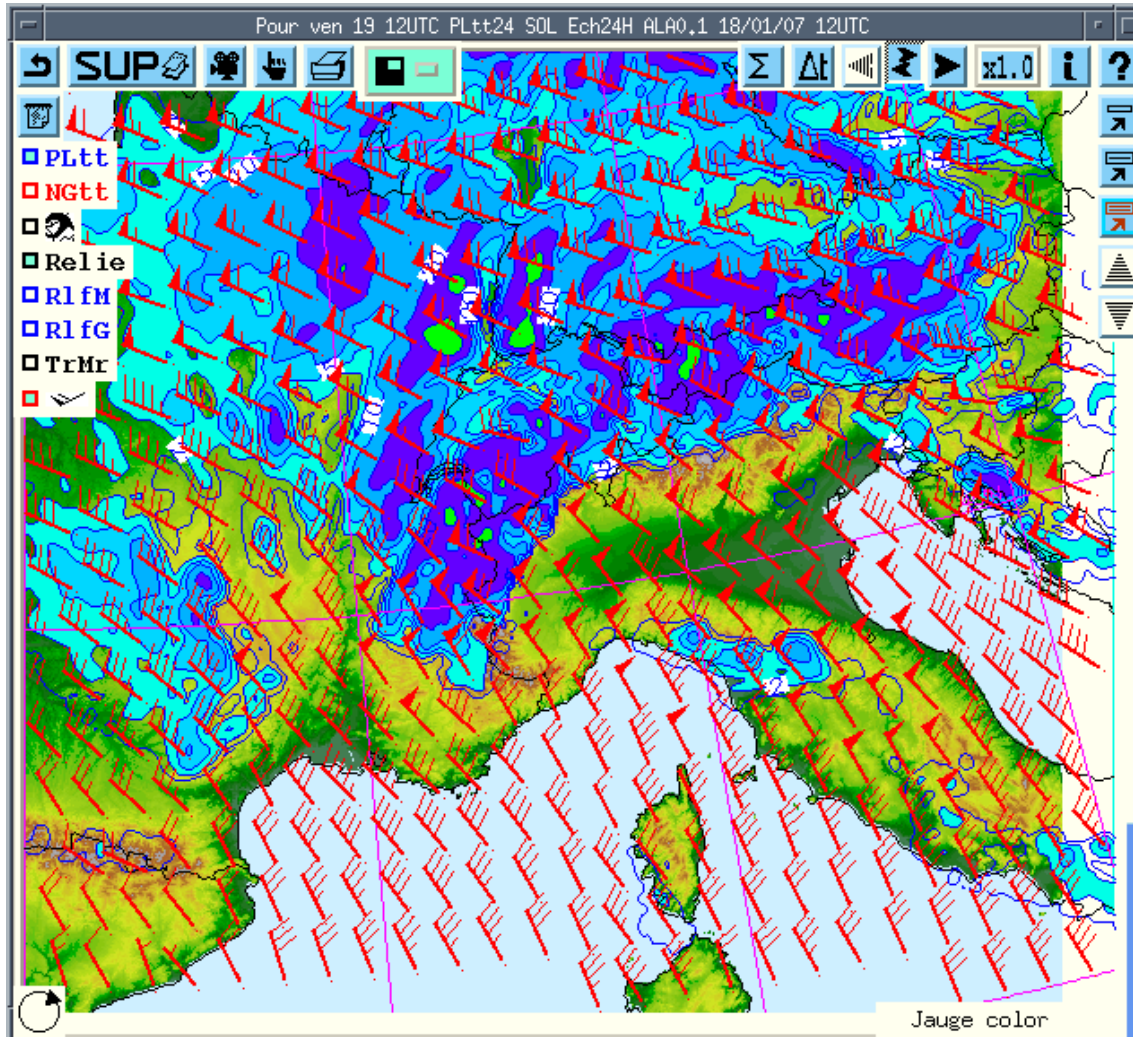 Pour ven 19 12UTC PLtt24 SOL Ech24H ALA0.1 18/01/07 12UTC
SUP Σ Δt x1.0 i ?
PLtt
NGtt
Relie
RlfM
RlfG
TrMr
Jauge color